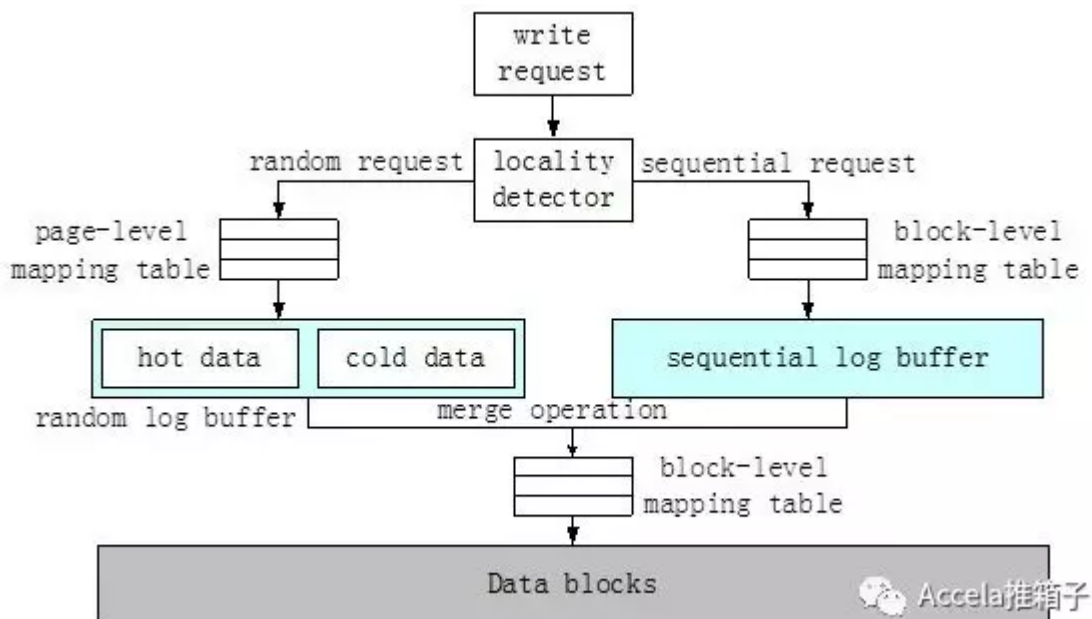 write
request
random request
locality
detector
sequential request
page-level
mapping table
block-level
mapping table
hot data
cold data
sequential log buffer
random log buffer
merge operation
block-level
mapping table
Data blocks
Accela推箱子